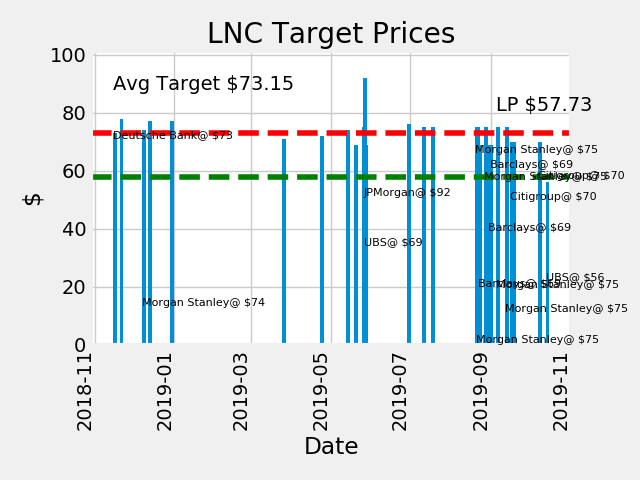 LNC Target Prices
100
Avg Target $73.15
LP $57.73
80
Deutsche Bank@ $73
Morgan Stanley@ $75
Barclays@ $69
60
Morgan Stanley@ $75
Citigroup@ $70
JPMorgan@ $92
Citigroup@ $70
$
40
Barclays@ $69
UBS@ $69
UBS@ $56
20
Barclays@ $69
Morgan Stanley@ $75
Morgan Stanley@ $74
Morgan Stanley@ $75
Morgan Stanley@ $75
0
2018-11
2019-01
2019-03
2019-05
2019-07
2019-09
2019-11
Date